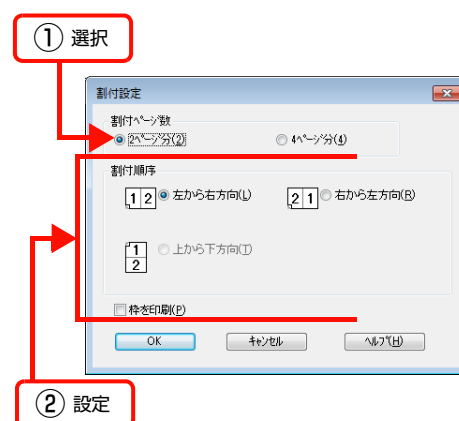 ① 選択
割付設定
割付ページ数
2ページ分(2) 4ページ分(4)
割付順序
1 2 左から右方向(L) 2 1 右から左方向(R)
1 上から下方向(T)
2
枠を印刷(P)
OK キャンセル ヘルプ(H)
② 設定